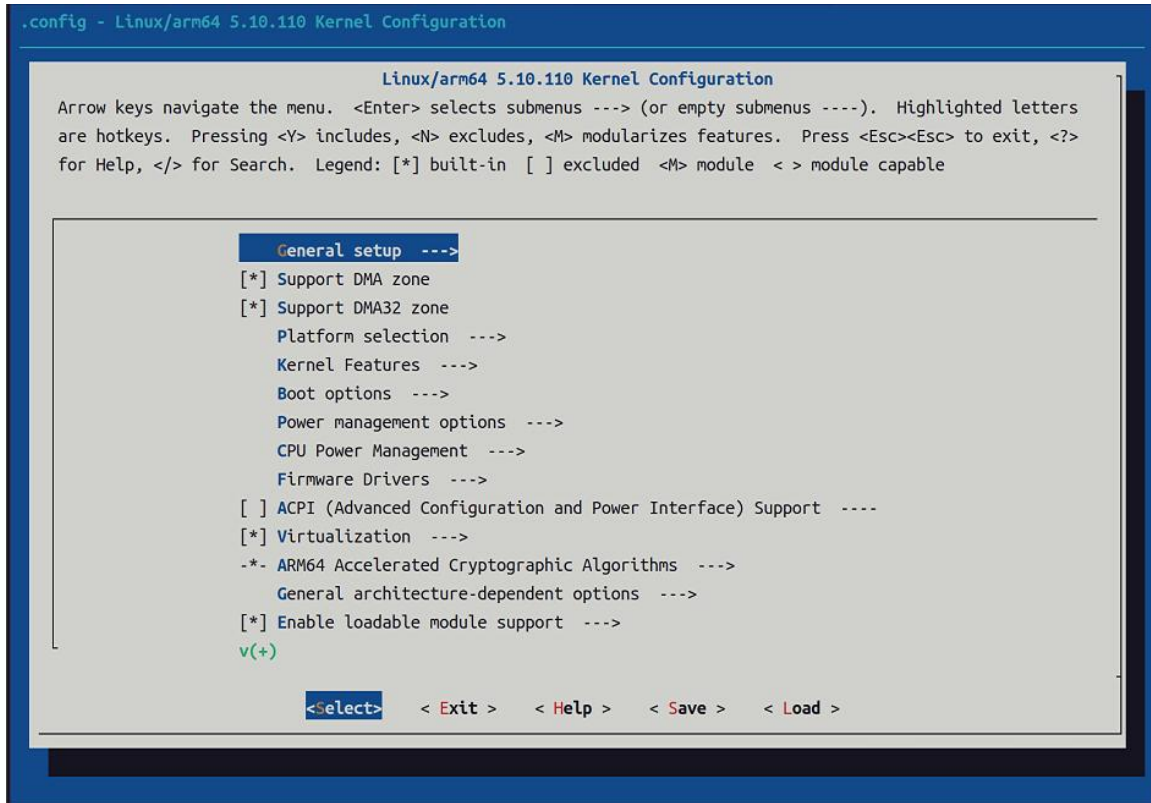 .config - Linux/arm64 5.10.110 Kernel Configuration
Linux/arm64 5.10.110 Kernel Configuration
Arrow keys navigate the menu.  <Enter> selects submenus ---> (or empty submenus ----).  Highlighted letters
are hotkeys.  Pressing <Y> includes, <N> excludes, <M> modularizes features.  Press <Esc><Esc> to exit, <?>
for Help, </> for Search.  Legend: [*] built-in  [ ] excluded  <M> module  < > module capable
General setup  --->
[*] Support DMA zone
[*] Support DMA32 zone
Platform selection  --->
Kernel Features  --->
Boot options  --->
Power management options  --->
CPU Power Management  --->
Firmware Drivers  --->
[ ] ACPI (Advanced Configuration and Power Interface) Support  ----
[*] Virtualization  --->
-*- ARM64 Accelerated Cryptographic Algorithms  --->
General architecture-dependent options  --->
[*] Enable loadable module support  --->
v(+)
<Select>    < Exit >    < Help >    < Save >    < Load >